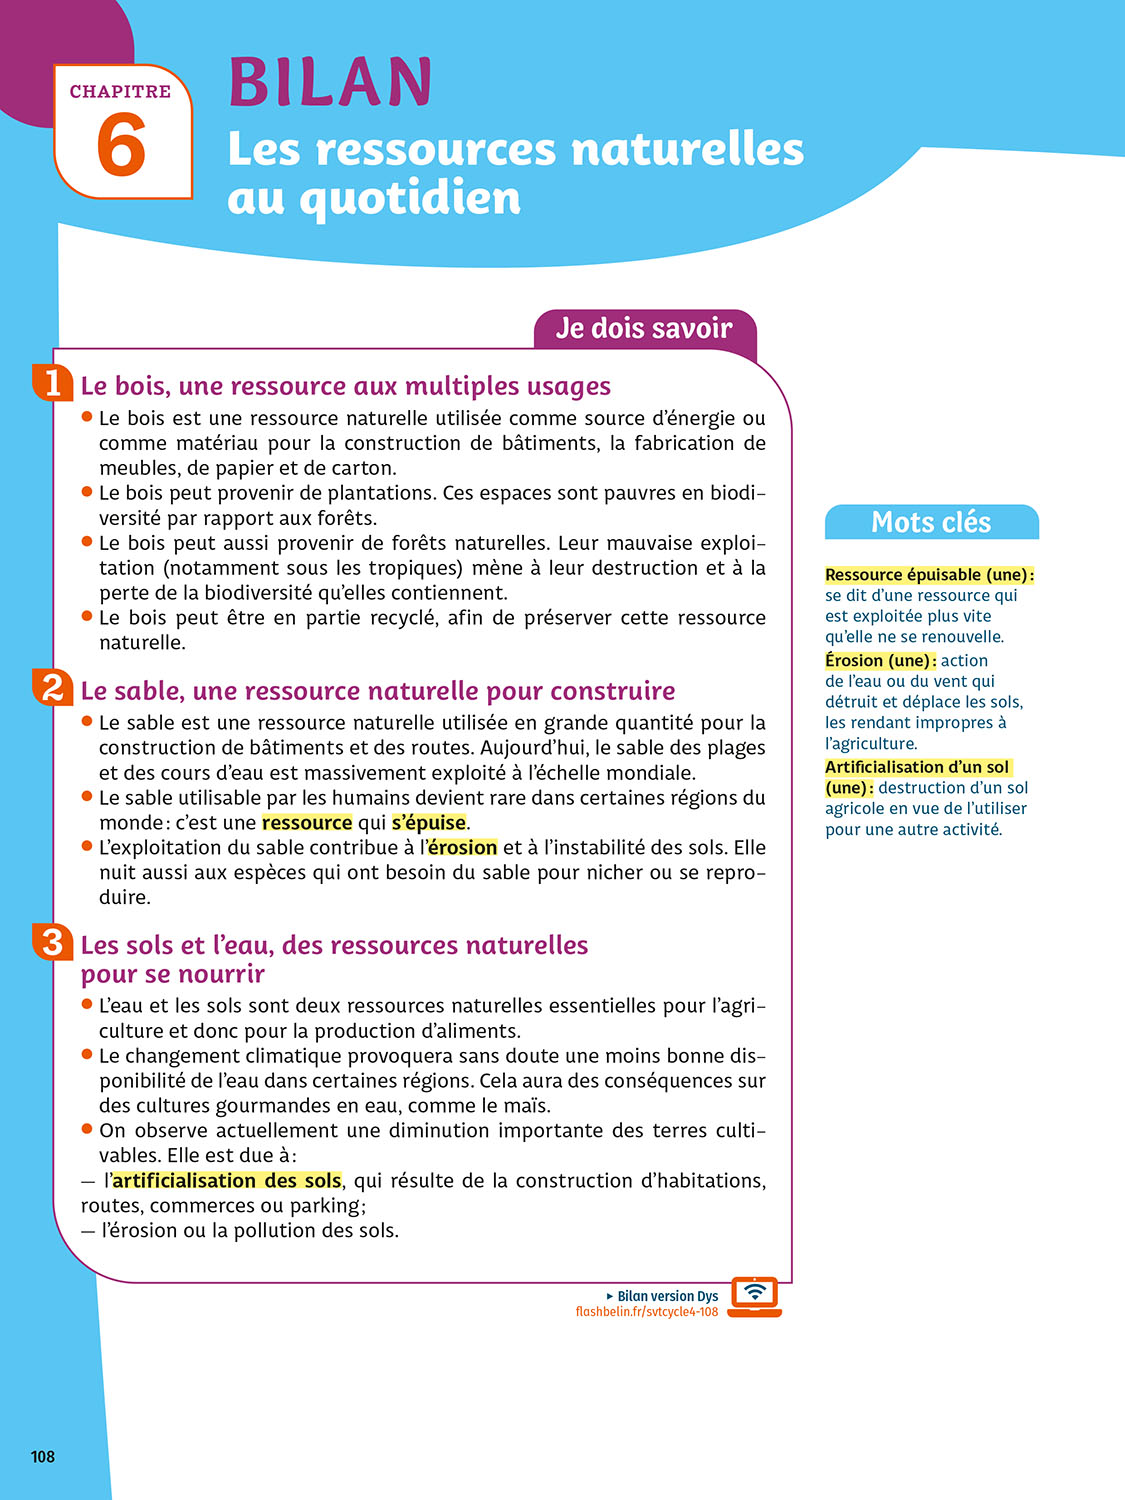 CHAPITRE
6
BILAN
Les ressources naturelles
au quotidien
Je dois savoir
1 Le bois, une ressource aux multiples usages
● Le bois est une ressource naturelle utilisée comme source d’énergie ou
comme matériau pour la construction de bâtiments, la fabrication de
meubles, de papier et de carton.
● Le bois peut provenir de plantations. Ces espaces sont pauvres en biodi–
versité par rapport aux forêts.
● Le bois peut aussi provenir de forêts naturelles. Leur mauvaise exploi–
tation (notamment sous les tropiques) mène à leur destruction et à la
perte de la biodiversité qu’elles contiennent.
● Le bois peut être en partie recyclé, afin de préserver cette ressource
naturelle.
2 Le sable, une ressource naturelle pour construire
● Le sable est une ressource naturelle utilisée en grande quantité pour la
construction de bâtiments et des routes. Aujourd’hui, le sable des plages
et des cours d’eau est massivement exploité à l’échelle mondiale.
● Le sable utilisable par les humains devient rare dans certaines régions du
monde : c’est une ressource qui s’épuise.
● L’exploitation du sable contribue à l’érosion et à l’instabilité des sols. Elle
nuit aussi aux espèces qui ont besoin du sable pour nicher ou se repro–
duire.
3 Les sols et l’eau, des ressources naturelles
pour se nourrir
● L’eau et les sols sont deux ressources naturelles essentielles pour l’agri–
culture et donc pour la production d’aliments.
● Le changement climatique provoquera sans doute une moins bonne dis–
ponibilité de l’eau dans certaines régions. Cela aura des conséquences sur
des cultures gourmandes en eau, comme le maïs.
● On observe actuellement une diminution importante des terres culti–
vables. Elle est due à :
— l’artificialisation des sols, qui résulte de la construction d’habitations,
routes, commerces ou parking ;
— l’érosion ou la pollution des sols.
▸ Bilan version Dys
flashbelin.fr/svtcycle4-108
Mots clés
Ressource épuisable (une) :
se dit d’une ressource qui
est exploitée plus vite
qu’elle ne se renouvelle.
Érosion (une) : action
de l’eau ou du vent qui
détruit et déplace les sols,
les rendant impropres à
l’agriculture.
Artificialisation d’un sol
(une) : destruction d’un sol
agricole en vue de l’utiliser
pour une autre activité.
108